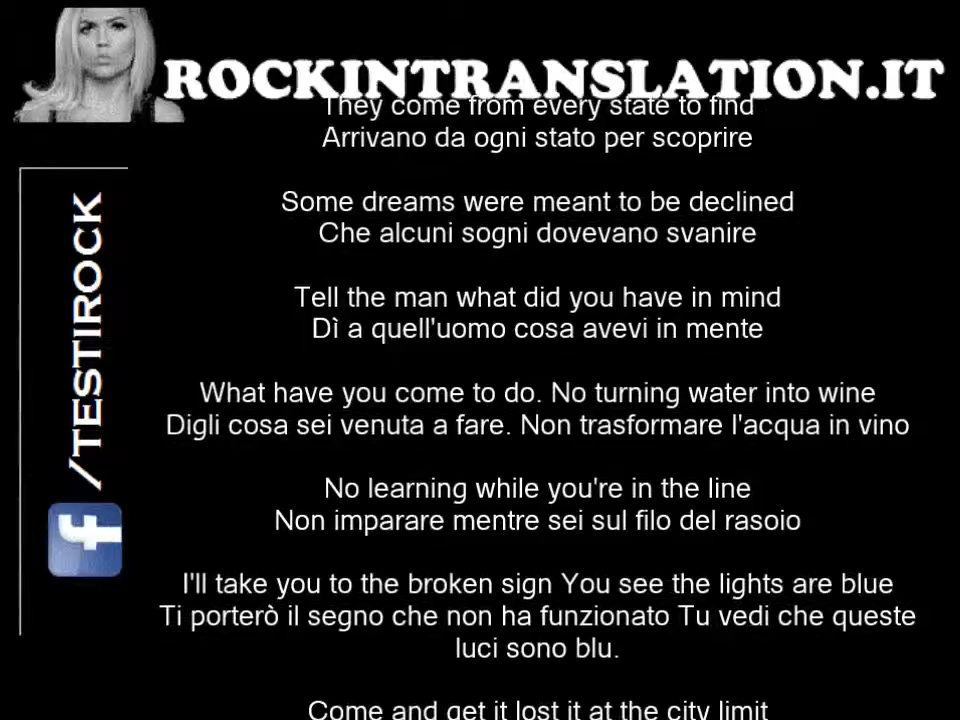 ROCKINTRANSLATION.IT
They come from every state to find
Arrivano da ogni stato per scoprire
Some dreams were meant to be declined
Che alcuni sogni dovevano svanire
Tell the man what did you have in mind
Dì a quell'uomo cosa avevi in mente
What have you come to do. No turning water into wine
Digli cosa sei venuta a fare. Non trasformare l'acqua in vino
No learning while you're in the line
Non imparare mentre sei sul filo del rasoio
I'll take you to the broken sign You see the lights are blue
Ti porterò il segno che non ha funzionato Tu vedi che queste
luci sono blu.
Come and get it lost it at the city limit
f /TESTIROCK